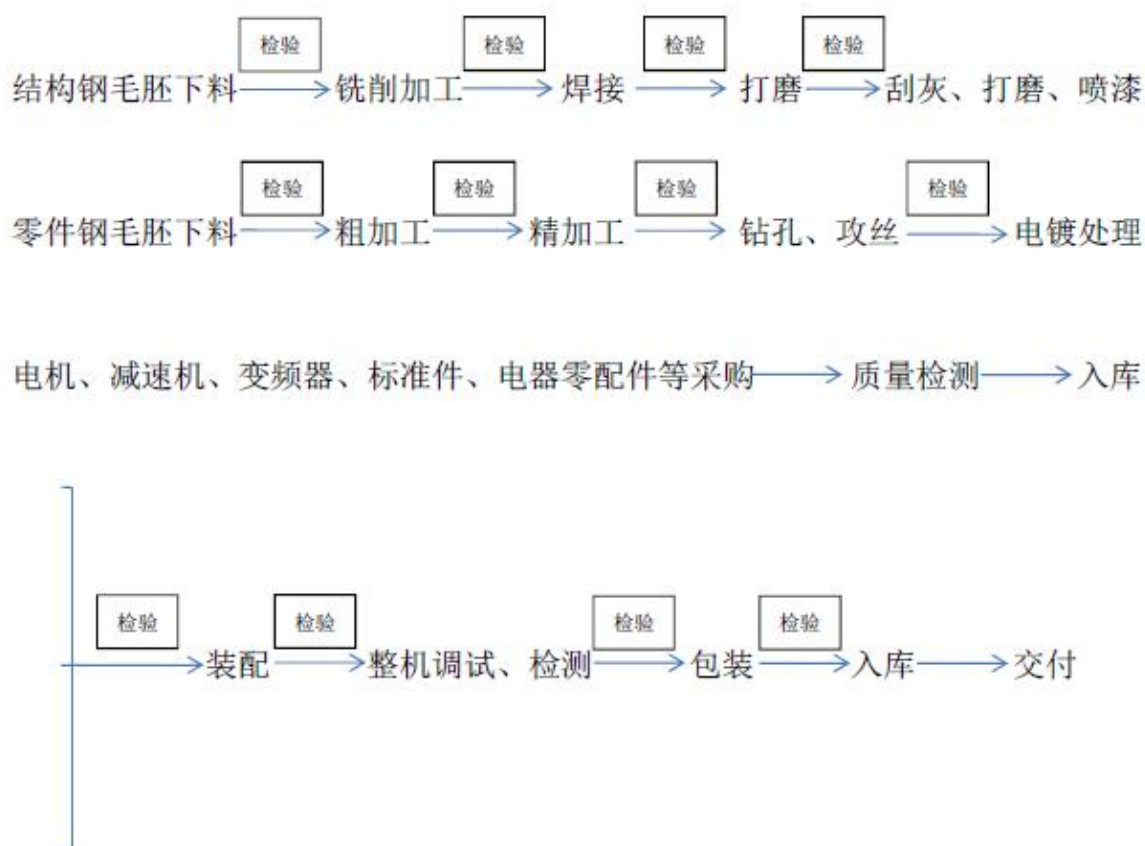 检验 检验 检验 检验
结构钢毛胚下料 铣削加工 焊接 打磨 刮灰、打磨、喷漆
检验 检验 检验 检验
零件钢毛胚下料 粗加工 精加工 钻孔、攻丝 电镀处理
电机、减速机、变频器、标准件、电器零配件等采购 质量检测 入库
检验 检验 检验 检验
装配 整机调试、检测 包装 入库 交付